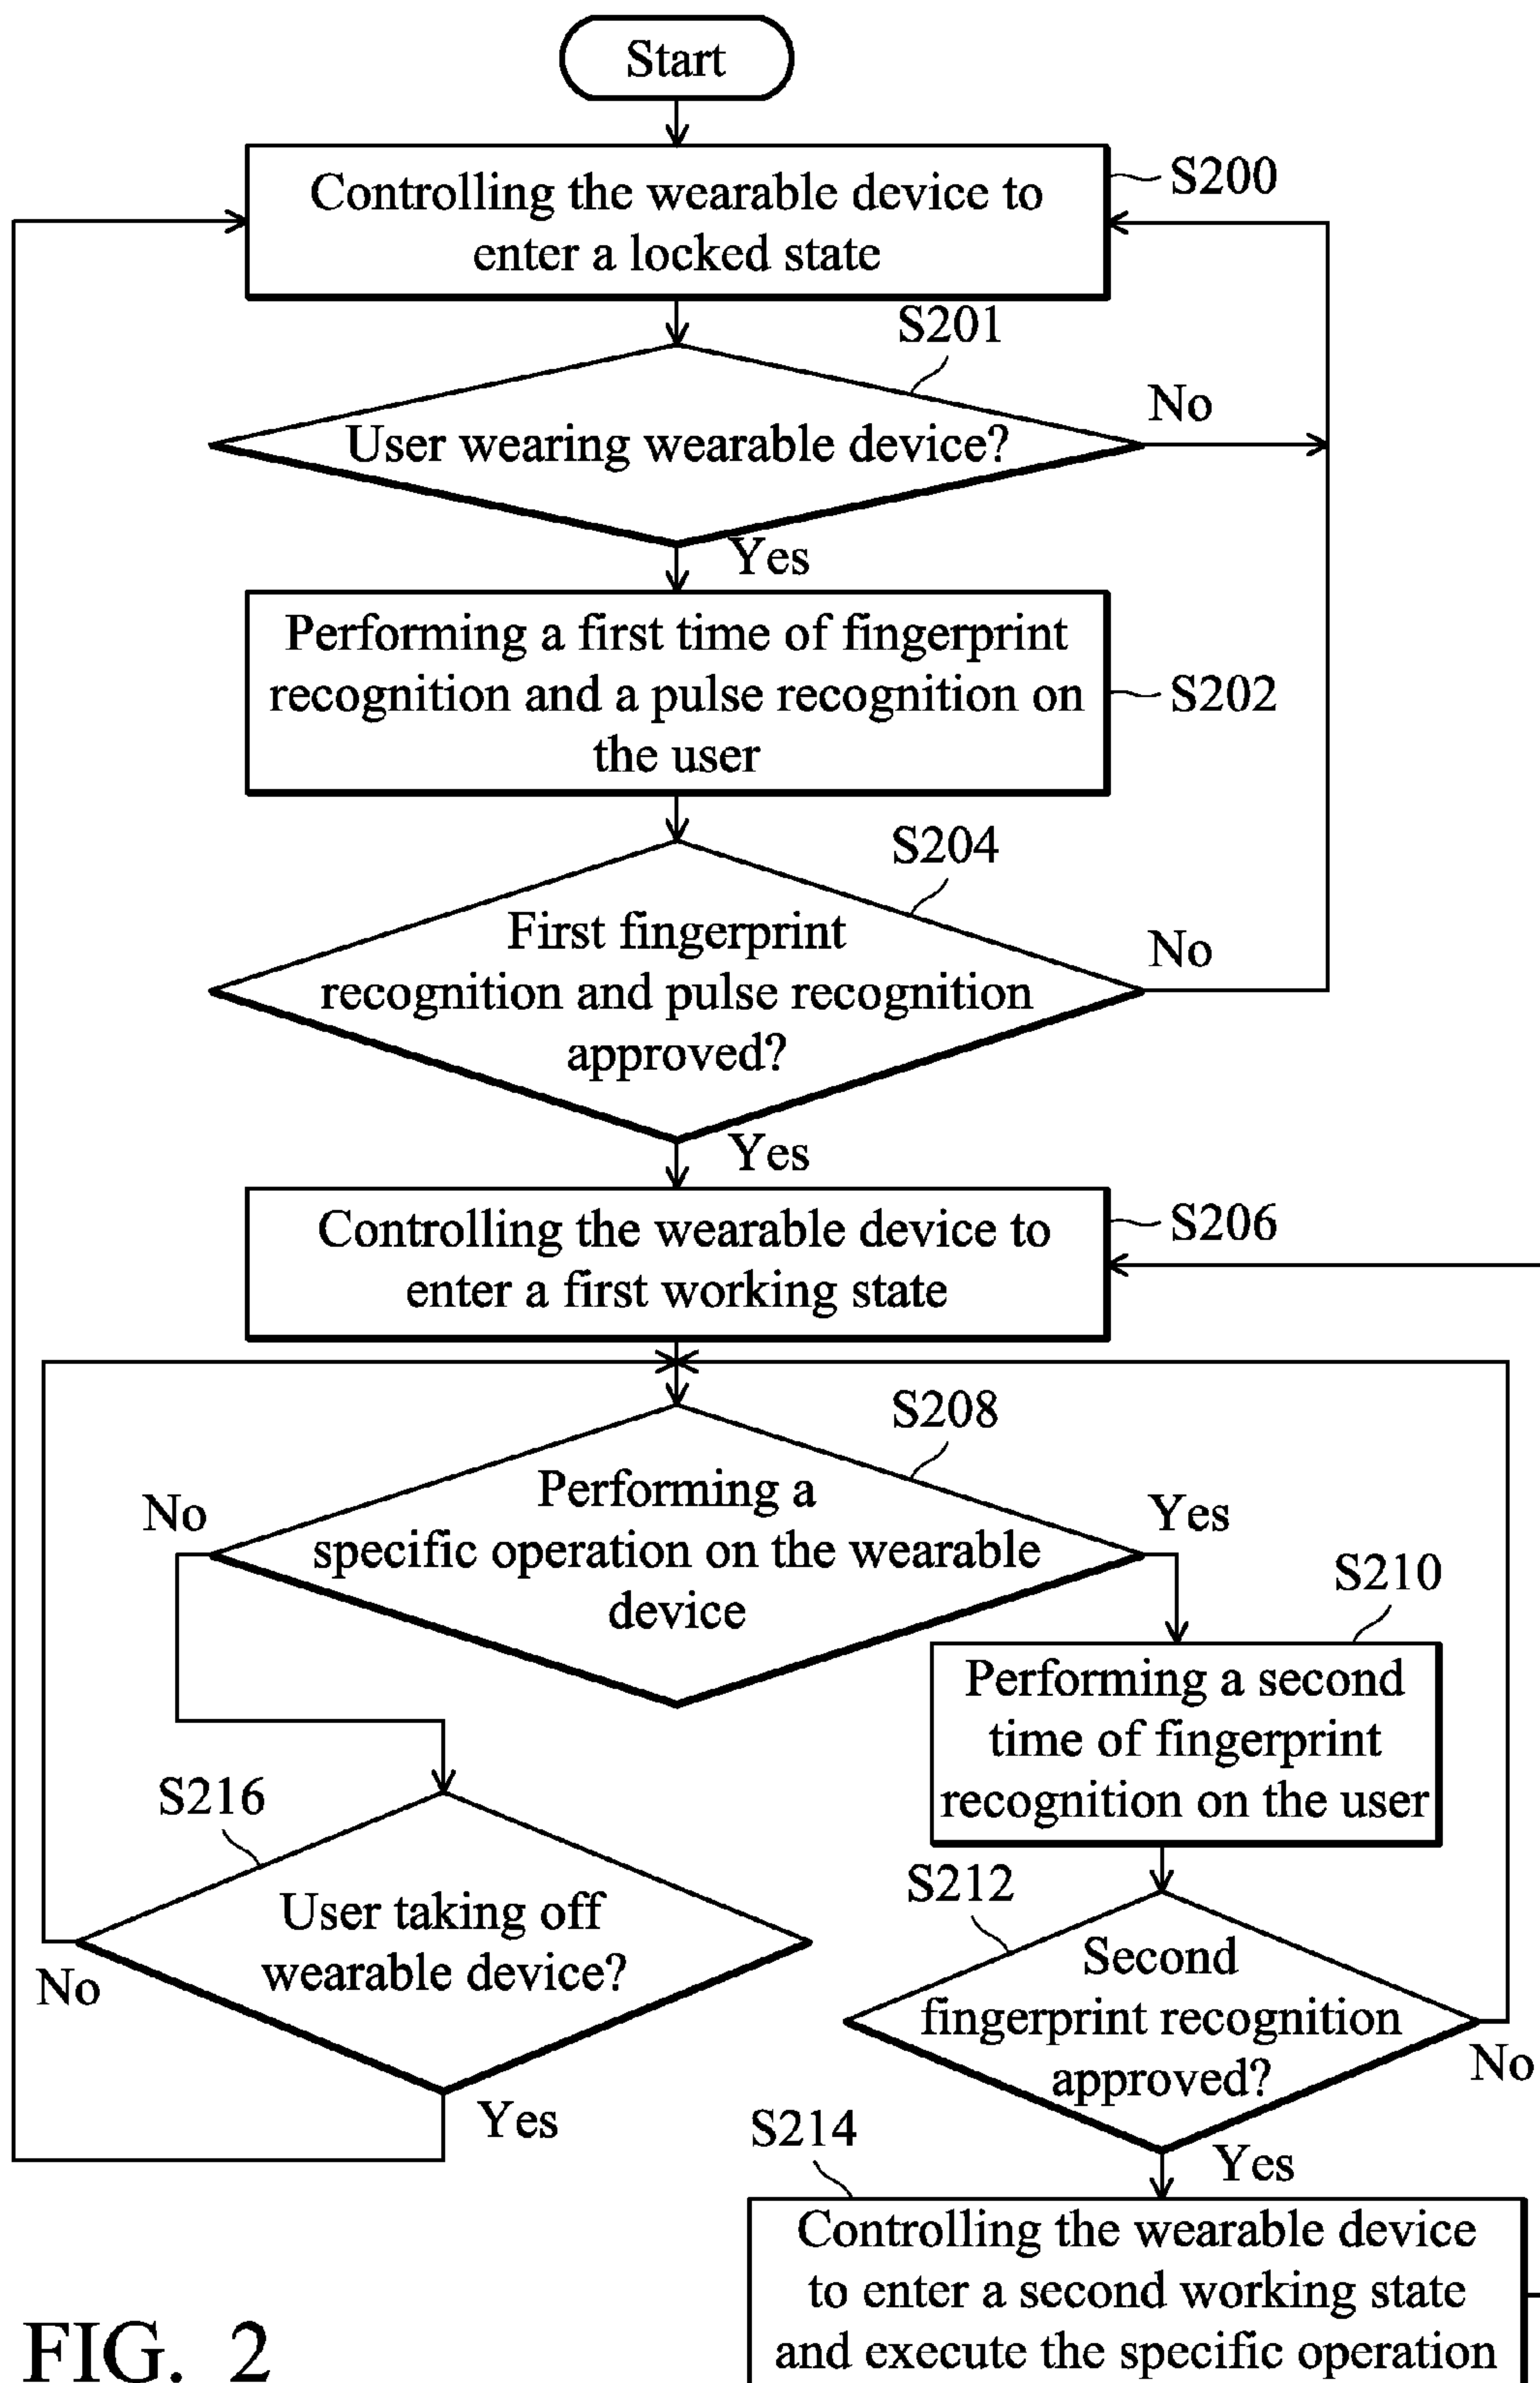 Start
Controlling the wearable device to
enter a locked state
S200
S201
User wearing wearable device?
No
Yes
Performing a first time of fingerprint
recognition and a pulse recognition on
the user
S202
S204
First fingerprint
recognition and pulse recognition
approved?
No
Yes
Controlling the wearable device to
enter a first working state
S206
S208
Performing a
specific operation on the wearable
device
No
Yes
S210
Performing a second
time of fingerprint
recognition on the user
S216
User taking off
wearable device?
No
Yes
S212
Second
fingerprint recognition
approved?
No
Yes
S214
Controlling the wearable device
to enter a second working state
and execute the specific operation
FIG. 2